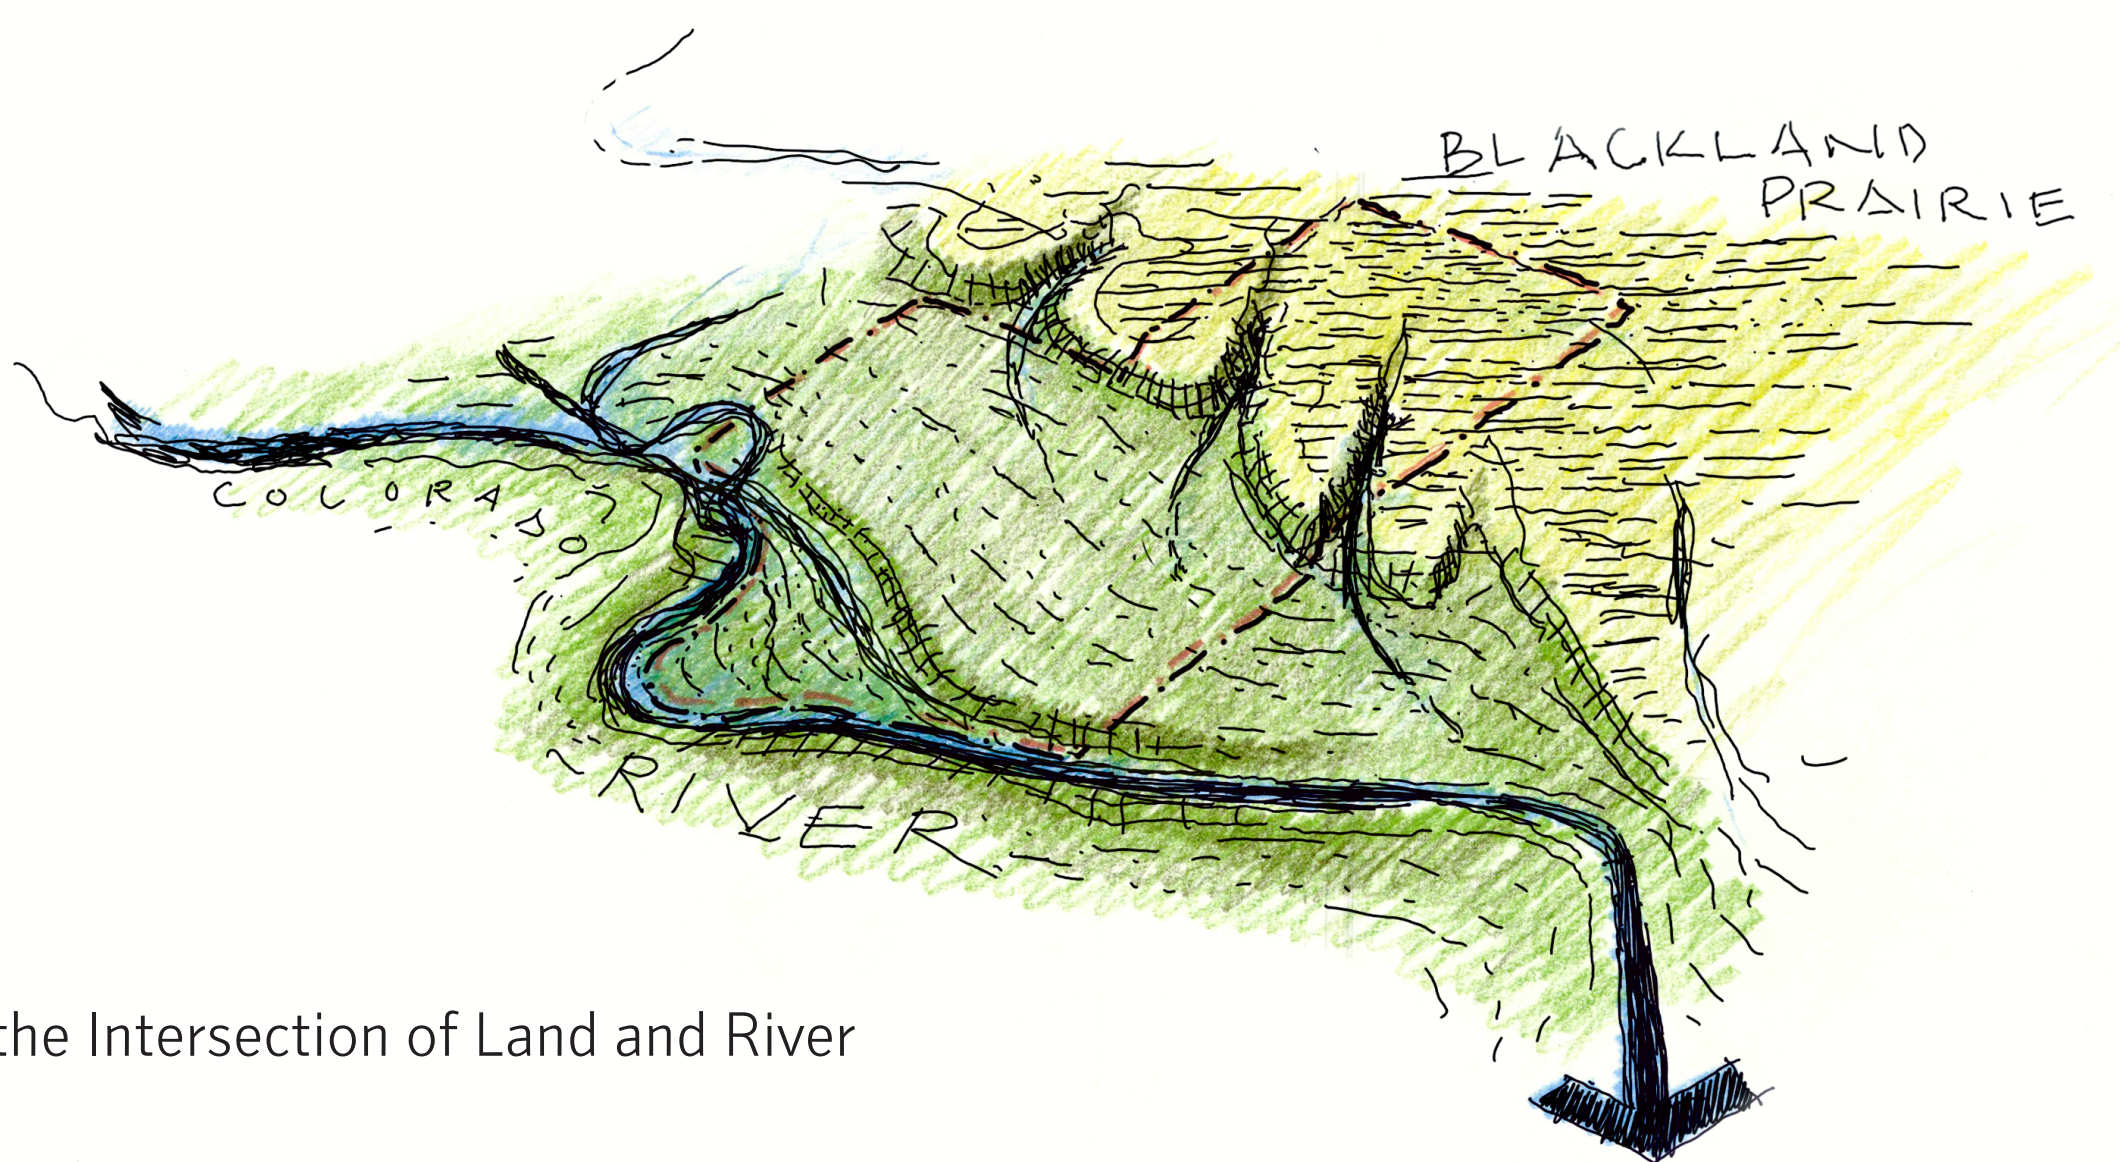 BLACKLAND
PRAIRIE
COLORADO
RIVER
the Intersection of Land and River